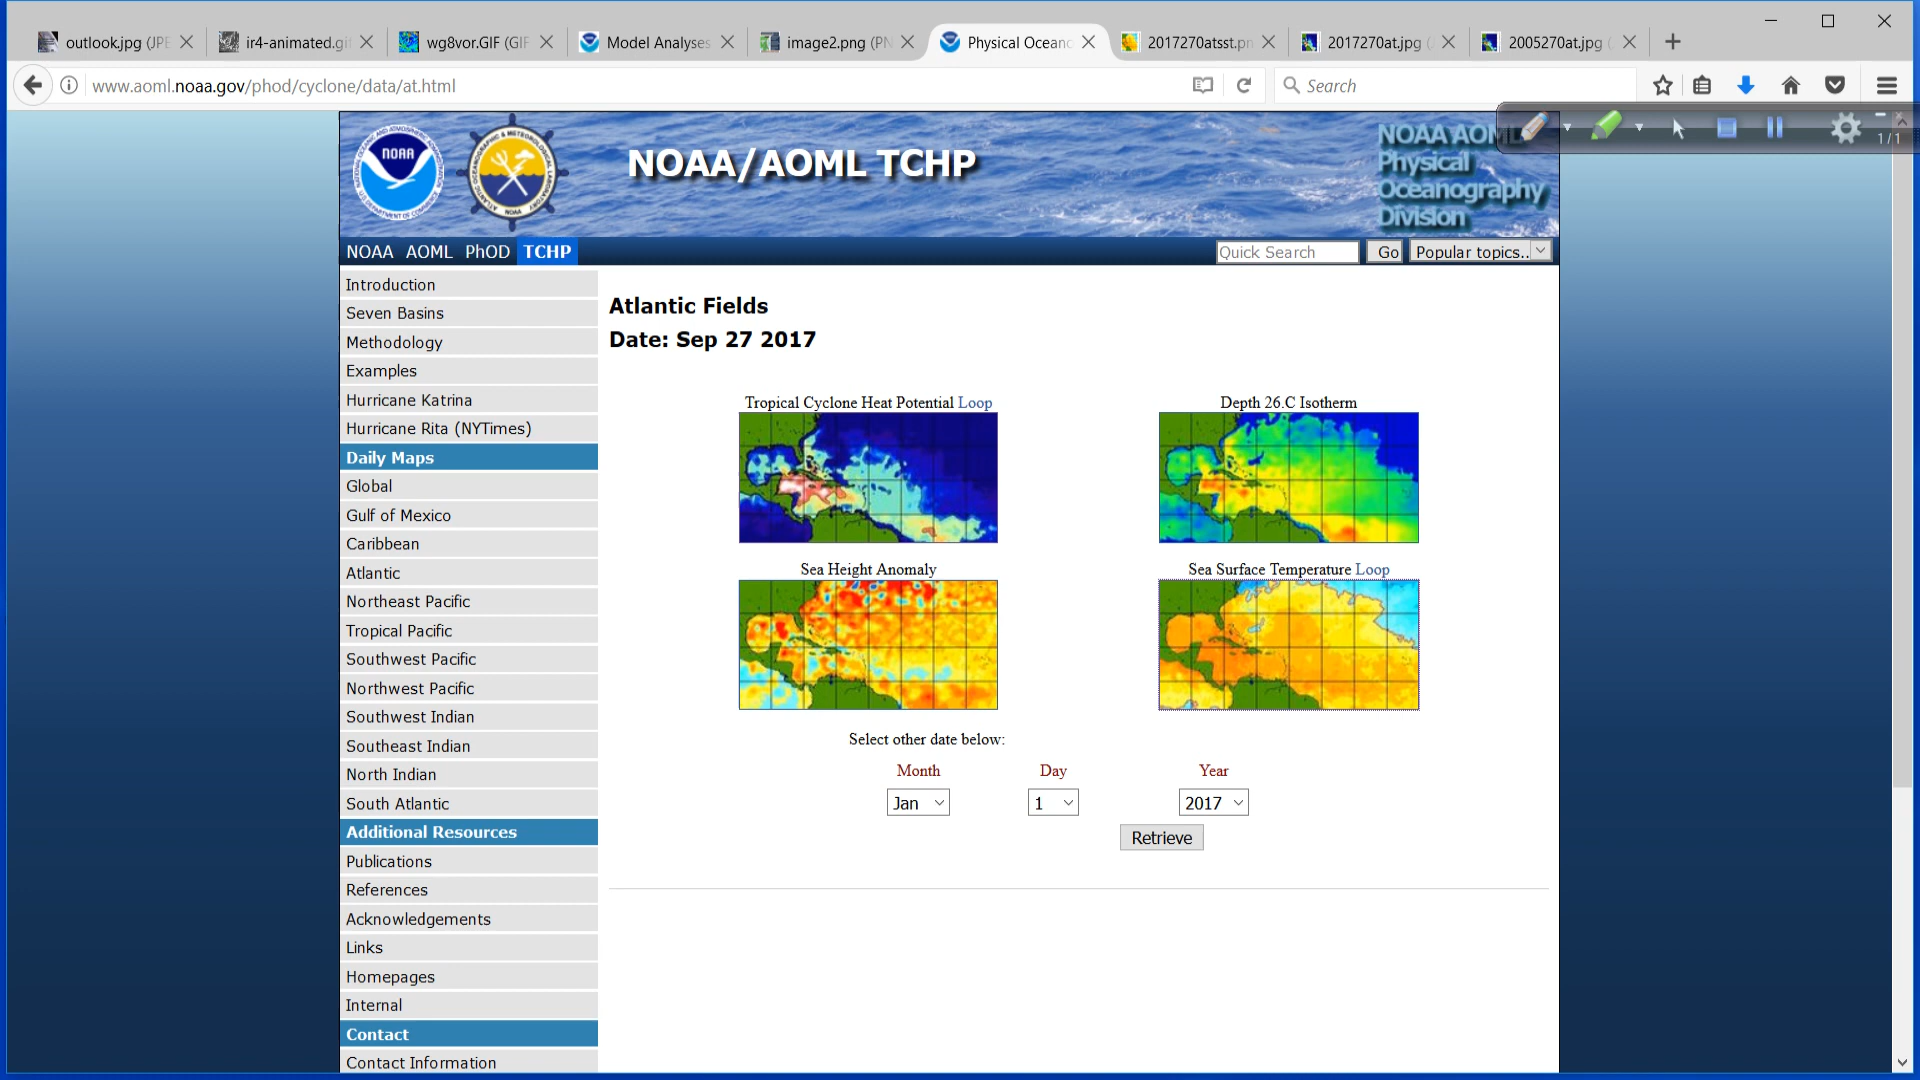 outlook.jpg (JPE
ir4-animated.gif
wg8vor.GIF (GIF
Model Analyses
image2.png (PN
Physical Oceano
2017270atsst.pn
2017270at.jpg (
2005270at.jpg (
www.aoml.noaa.gov/phod/cyclone/data/at.html
Search
NOAA
NOAA/AOML TCHP
NOAA AOML
Physical
Oceanography
Division
1/1
NOAA AOML PhOD TCHP
Quick Search
Go
Popular topics..
Introduction
Seven Basins
Methodology
Examples
Hurricane Katrina
Hurricane Rita (NYTimes)
Daily Maps
Global
Gulf of Mexico
Caribbean
Atlantic
Northeast Pacific
Tropical Pacific
Southwest Pacific
Northwest Pacific
Southwest Indian
Southeast Indian
North Indian
South Atlantic
Additional Resources
Publications
References
Acknowledgements
Links
Homepages
Internal
Contact
Contact Information
Atlantic Fields
Date: Sep 27 2017
Tropical Cyclone Heat Potential Loop
Depth 26.C Isotherm
Sea Height Anomaly
Sea Surface Temperature Loop
Select other date below:
Month Day Year
Jan 1 2017
Retrieve